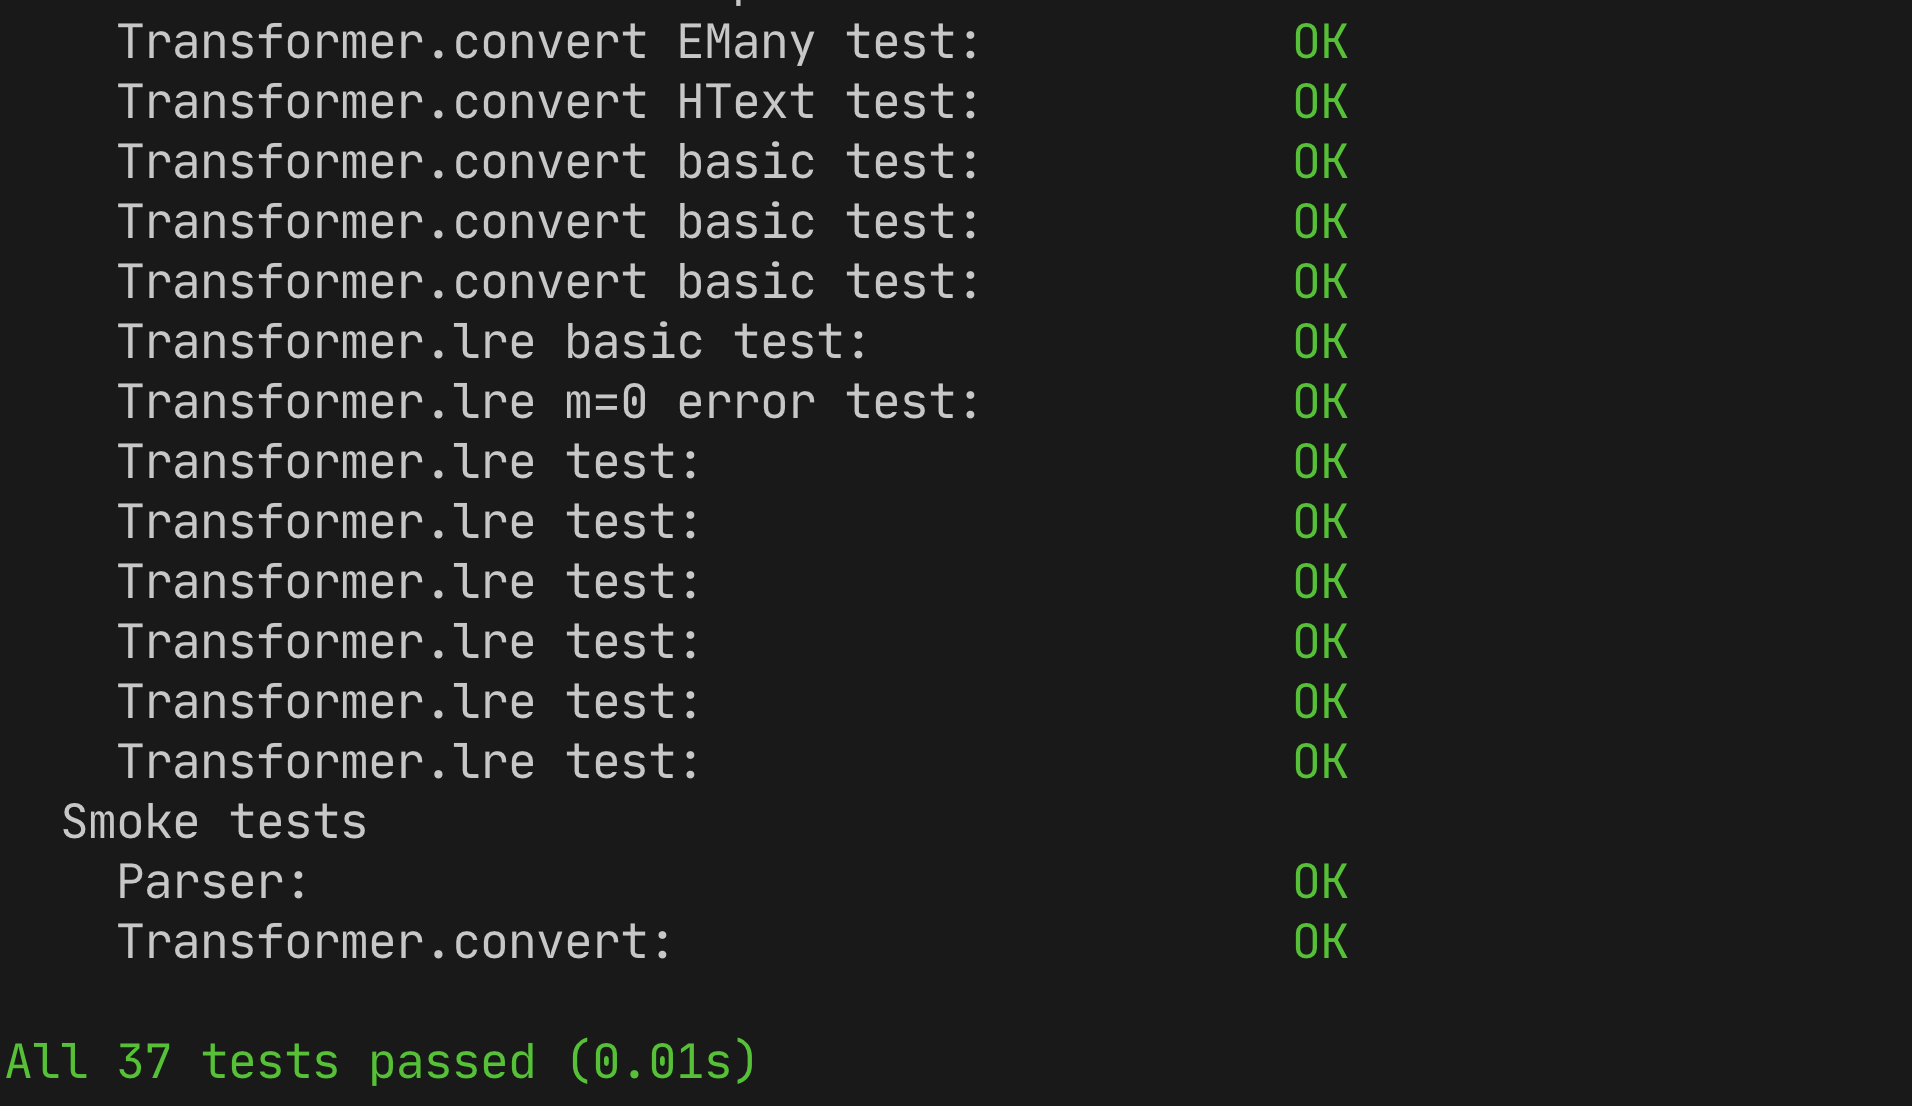 Transformer.convert EMany test: OK
Transformer.convert HText test: OK
Transformer.convert basic test: OK
Transformer.convert basic test: OK
Transformer.convert basic test: OK
Transformer.lre basic test: OK
Transformer.lre m=0 error test: OK
Transformer.lre test: OK
Transformer.lre test: OK
Transformer.lre test: OK
Transformer.lre test: OK
Transformer.lre test: OK
Transformer.lre test: OK
Smoke tests
Parser: OK
Transformer.convert: OK
All 37 tests passed (0.01s)